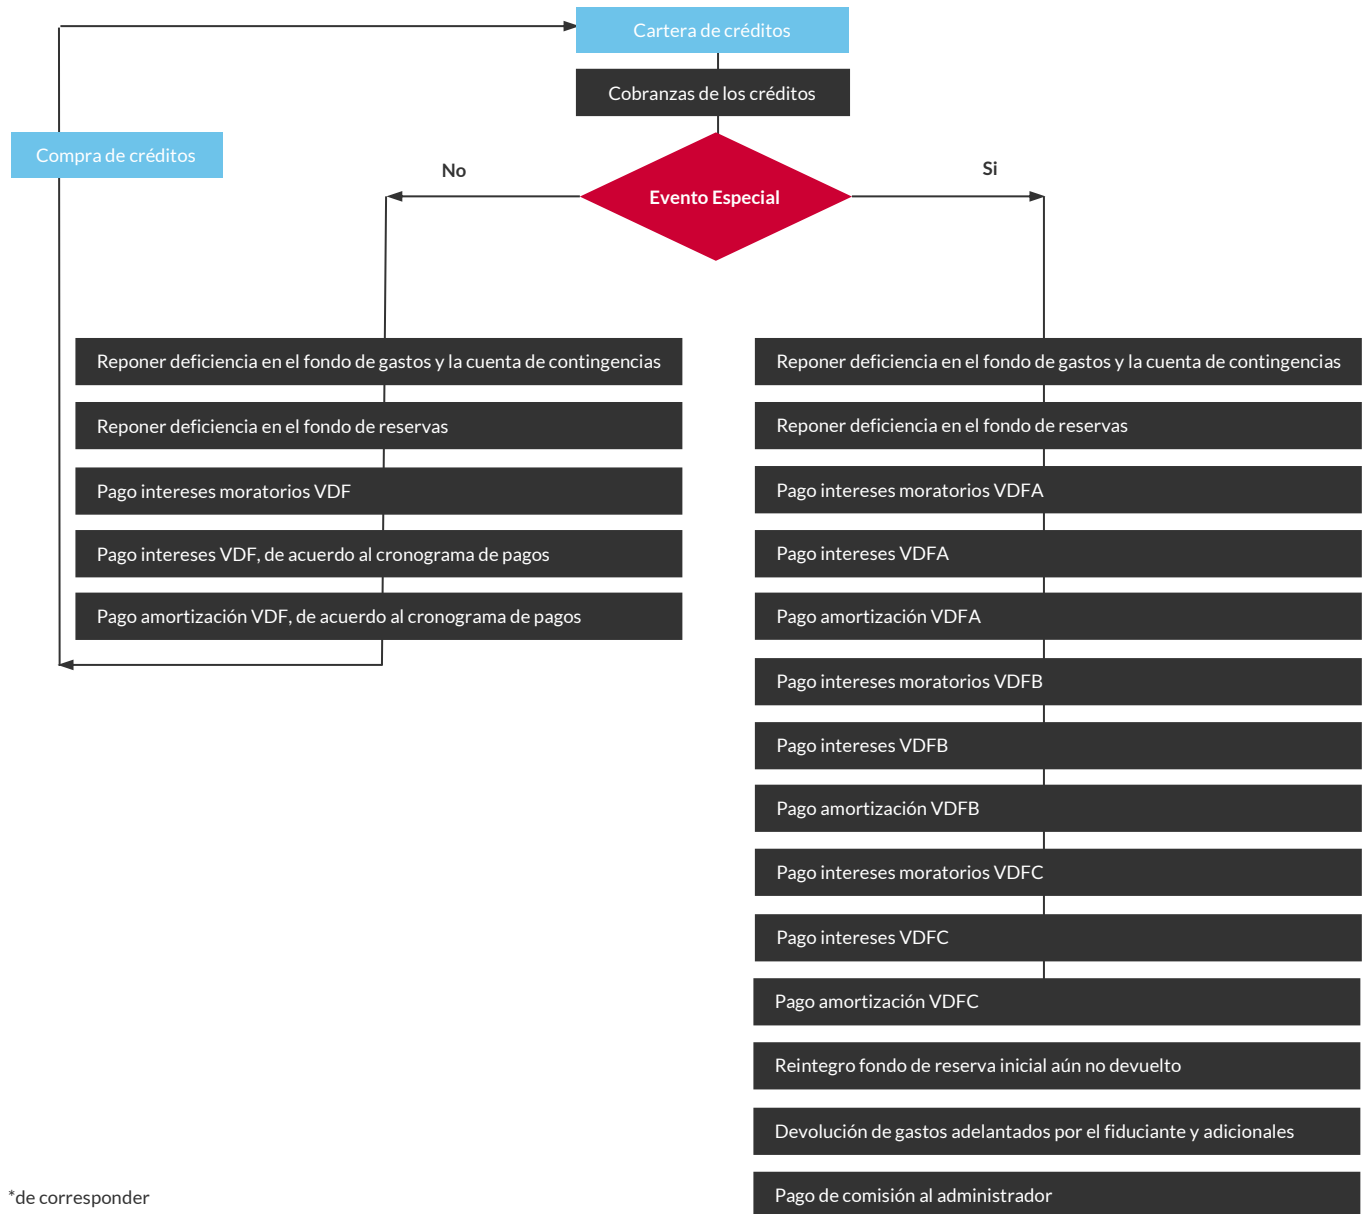 Cartera de créditos
Cobranzas de los créditos
Compra de créditos
No
Si
Evento Especial
Reponer deficiencia en el fondo de gastos y la cuenta de contingencias
Reponer deficiencia en el fondo de reservas
Pago intereses moratorios VDF
Pago intereses VDF, de acuerdo al cronograma de pagos
Pago amortización VDF, de acuerdo al cronograma de pagos
Reponer deficiencia en el fondo de gastos y la cuenta de contingencias
Reponer deficiencia en el fondo de reservas
Pago intereses moratorios VDFA
Pago intereses VDFA
Pago amortización VDFA
Pago intereses moratorios VDFB
Pago intereses VDFB
Pago amortización VDFB
Pago intereses moratorios VDFC
Pago intereses VDFC
Pago amortización VDFC
Reintegro fondo de reserva inicial aún no devuelto
Devolución de gastos adelantados por el fiduciante y adicionales
Pago de comisión al administrador
*de corresponder